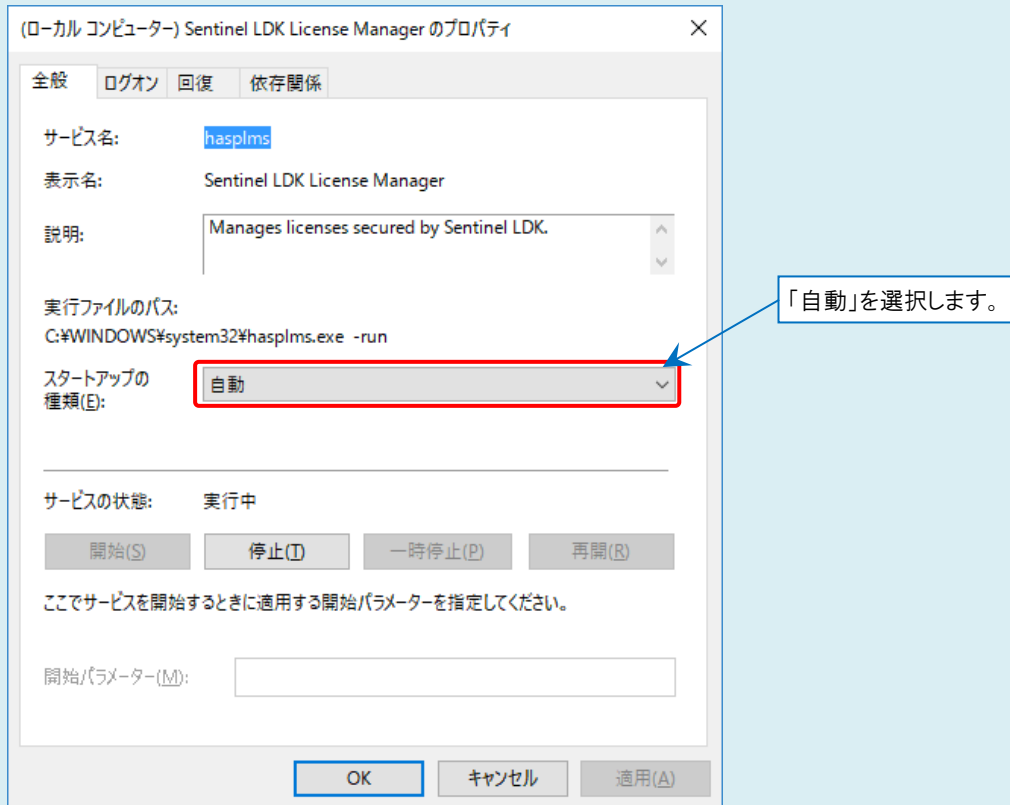 (ローカル コンピューター) Sentinel LDK License Manager のプロパティ
全般 ログオン 回復 依存関係
サービス名: hasplms
表示名: Sentinel LDK License Manager
説明: Manages licenses secured by Sentinel LDK.
実行ファイルのパス:
C:¥WINDOWS¥system32¥hasplms.exe -run
「自動」を選択します。
スタートアップの
種類(E): 自動
サービスの状態: 実行中
開始(S) 停止(T) 一時停止(P) 再開(R)
ここでサービスを開始するときに適用する開始パラメーターを指定してください。
開始パラメーター(M):
OK キャンセル 適用(A)